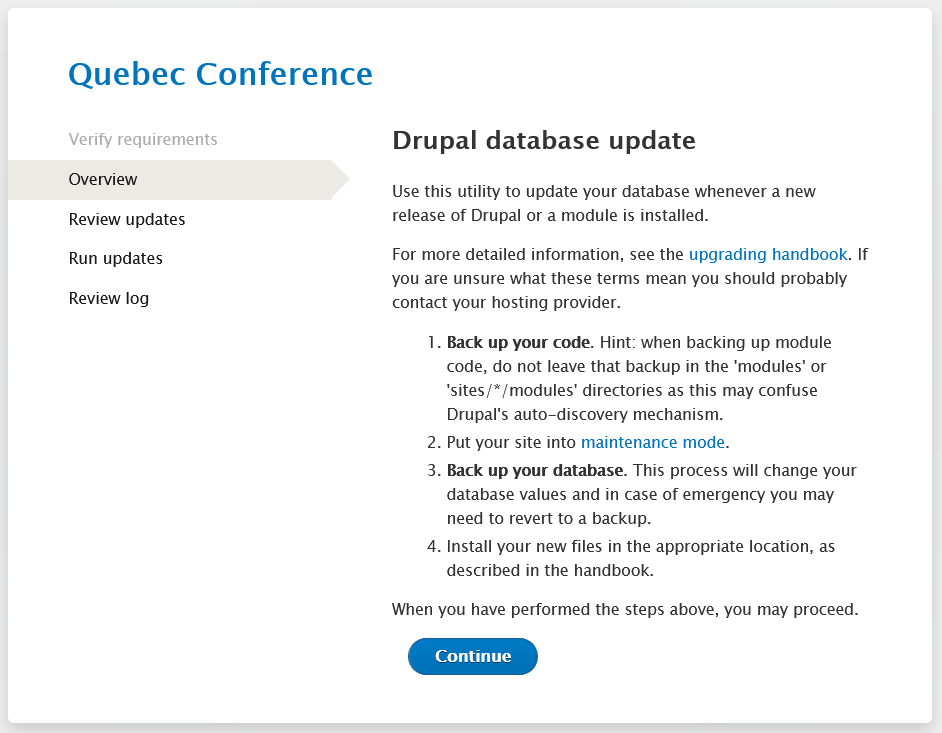 Quebec Conference
Verify requirements
Overview
Review updates
Run updates
Review log
Drupal database update
Use this utility to update your database whenever a new
release of Drupal or a module is installed.
For more detailed information, see the upgrading handbook. If
you are unsure what these terms mean you should probably
contact your hosting provider.
1. Back up your code. Hint: when backing up module
code, do not leave that backup in the 'modules' or
'sites/*/modules' directories as this may confuse
Drupal's auto-discovery mechanism.
2. Put your site into maintenance mode.
3. Back up your database. This process will change your
database values and in case of emergency you may
need to revert to a backup.
4. Install your new files in the appropriate location, as
described in the handbook.
When you have performed the steps above, you may proceed.
Continue